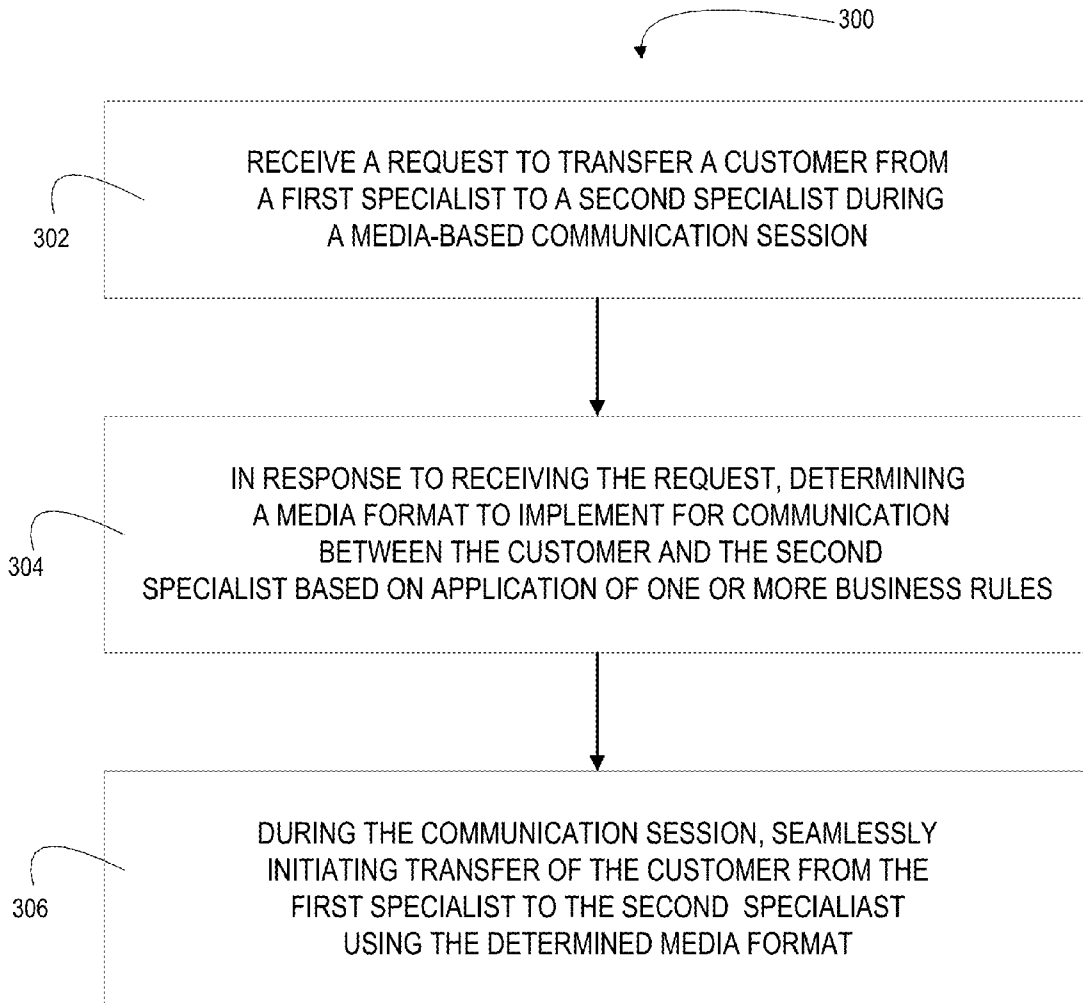 300
RECEIVE A REQUEST TO TRANSFER A CUSTOMER FROM
A FIRST SPECIALIST TO A SECOND SPECIALIST DURING
A MEDIA-BASED COMMUNICATION SESSION
302
IN RESPONSE TO RECEIVING THE REQUEST, DETERMINING
A MEDIA FORMAT TO IMPLEMENT FOR COMMUNICATION
BETWEEN THE CUSTOMER AND THE SECOND
SPECIALIST BASED ON APPLICATION OF ONE OR MORE BUSINESS RULES
304
DURING THE COMMUNICATION SESSION, SEAMLESSLY
INITIATING TRANSFER OF THE CUSTOMER FROM THE
FIRST SPECIALIST TO THE SECOND SPECIALIAST
USING THE DETERMINED MEDIA FORMAT
306